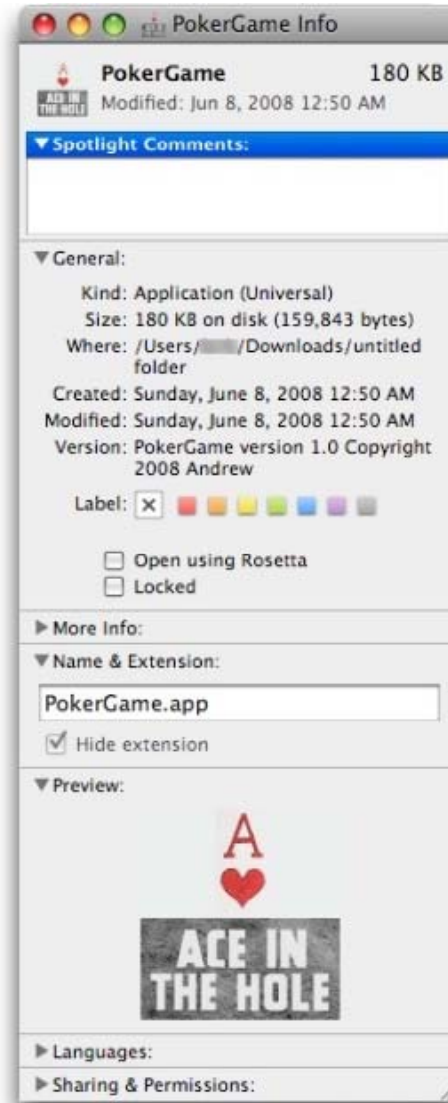 PokerGame Info
PokerGame 180 KB
Modified: Jun 8, 2008 12:50 AM
ACE IN
THE HOLE
Spotlight Comments:
General:
Kind: Application (Universal)
Size: 180 KB on disk (159,843 bytes)
Where: /Users/ /Downloads/untitled
folder
Created: Sunday, June 8, 2008 12:50 AM
Modified: Sunday, June 8, 2008 12:50 AM
Version: PokerGame version 1.0 Copyright
2008 Andrew
Label:
Open using Rosetta
Locked
More Info:
Name & Extension:
PokerGame.app
Hide extension
Preview:
A
ACE IN
THE HOLE
Languages:
Sharing & Permissions: